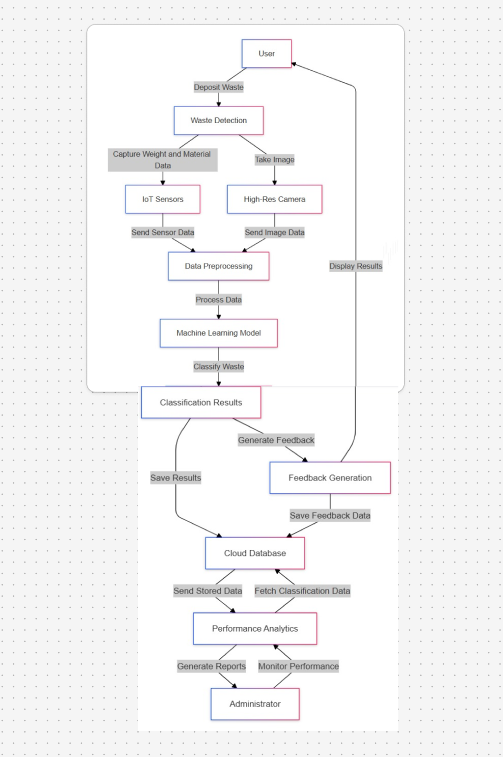 User
Deposit Waste
Waste Detection
Capture Weight and Material
Data
Take Image
IoT Sensors
High-Res Camera
Send Sensor Data
Send Image Data
Data Preprocessing
Display Results
Process Data
Machine Learning Model
Classify Waste
Classification Results
Generate Feedback
Save Results
Feedback Generation
Save Feedback Data
Cloud Database
Send Stored Data
Fetch Classification Data
Performance Analytics
Generate Reports
Monitor Performance
Administrator